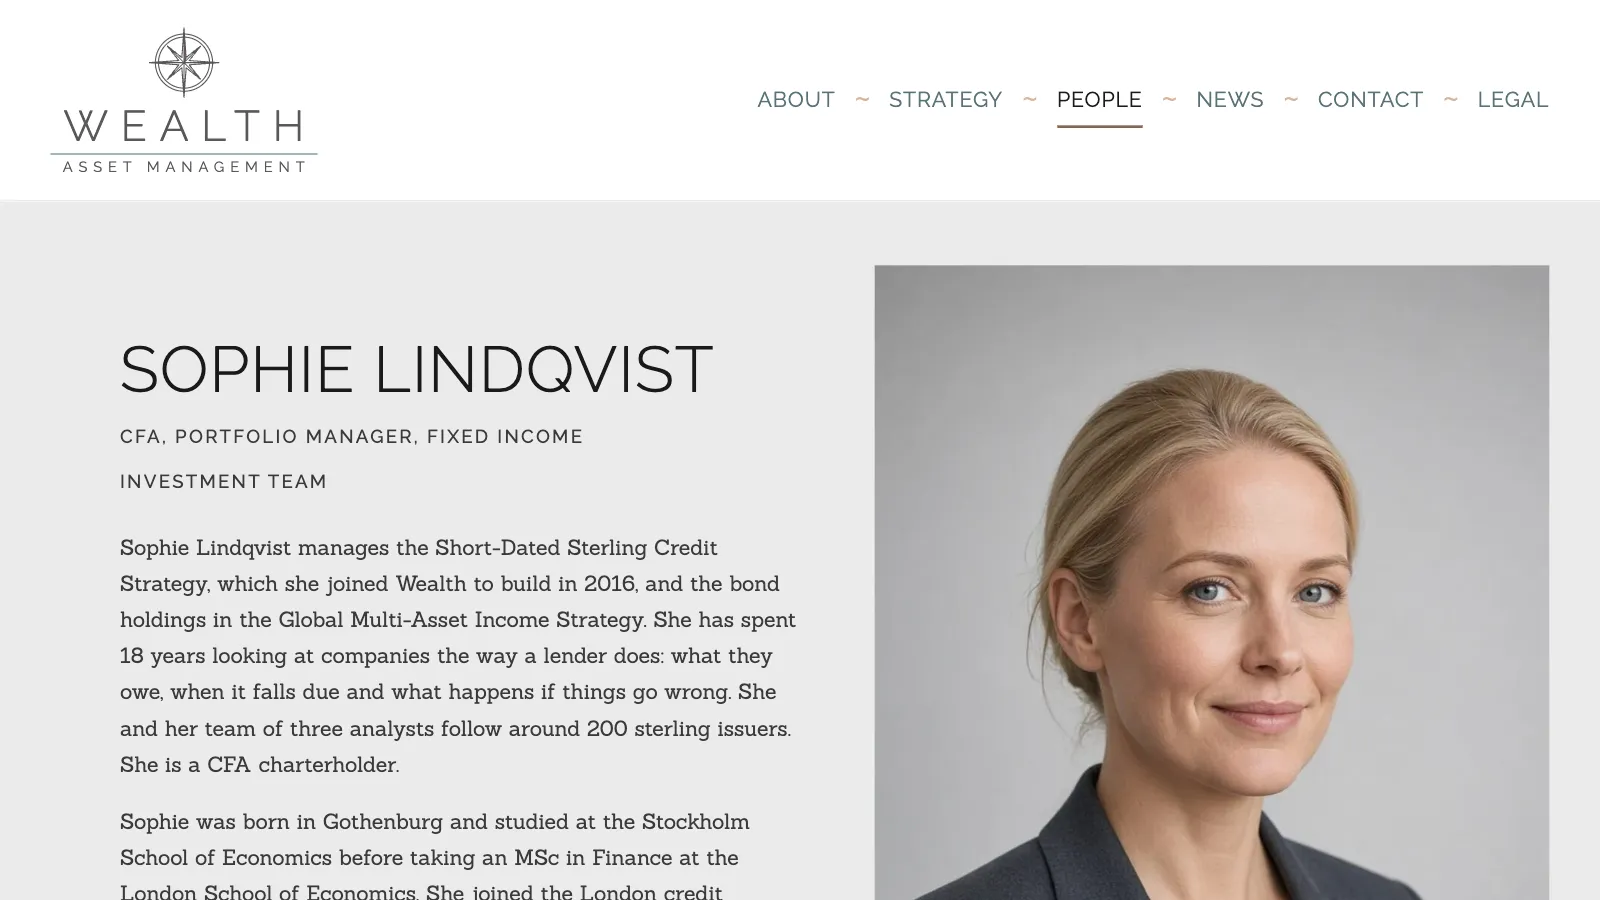 WEALTH
ASSET MANAGEMENT
ABOUT ~ STRATEGY ~ PEOPLE ~ NEWS ~ CONTACT ~ LEGAL
SOPHIE LINDQVIST
CFA, PORTFOLIO MANAGER, FIXED INCOME
INVESTMENT TEAM
Sophie Lindqvist manages the Short-Dated Sterling Credit
Strategy, which she joined Wealth to build in 2016, and the bond
holdings in the Global Multi-Asset Income Strategy. She has spent
18 years looking at companies the way a lender does: what they
owe, when it falls due and what happens if things go wrong. She
and her team of three analysts follow around 200 sterling issuers.
She is a CFA charterholder.
Sophie was born in Gothenburg and studied at the Stockholm
School of Economics before taking an MSc in Finance at the
London School of Economics. She joined the London credit